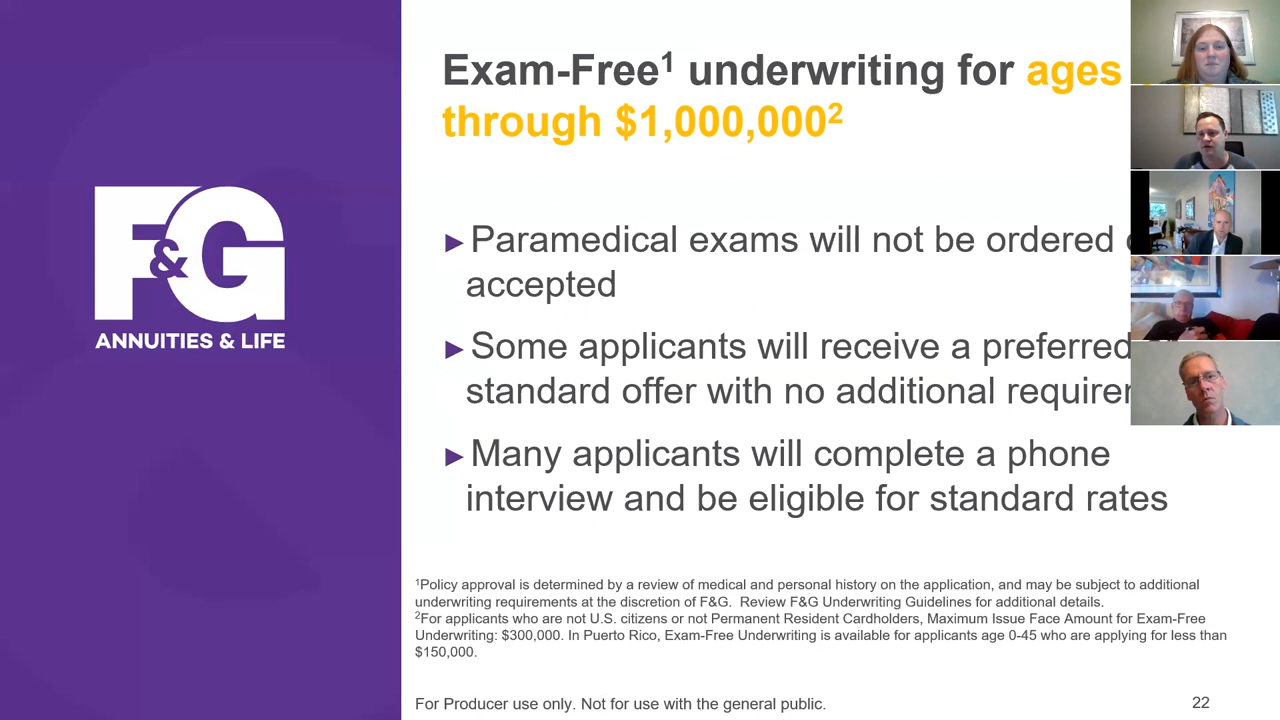 F&G
ANNUITIES & LIFE
Exam-Free¹ underwriting for ages
through $1,000,000²
►Paramedical exams will not be ordered
accepted
►Some applicants will receive a preferred
standard offer with no additional
►Many applicants will complete a phone
interview and be eligible for standard rates
¹Policy approval is determined by a review of medical and personal history on the application, and may be subject to additional
underwriting requirements at the discretion of F&G. Review F&G Underwriting Guidelines for additional details.
²For applicants who are not U.S. citizens or not Permanent Resident Cardholders, Maximum Issue Face Amount for Exam-Free
Underwriting: $300,000. In Puerto Rico, Exam-Free Underwriting is available for applicants age 0-45 who are applying for less than
$150,000.
For Producer use only. Not for use with the general public.
22